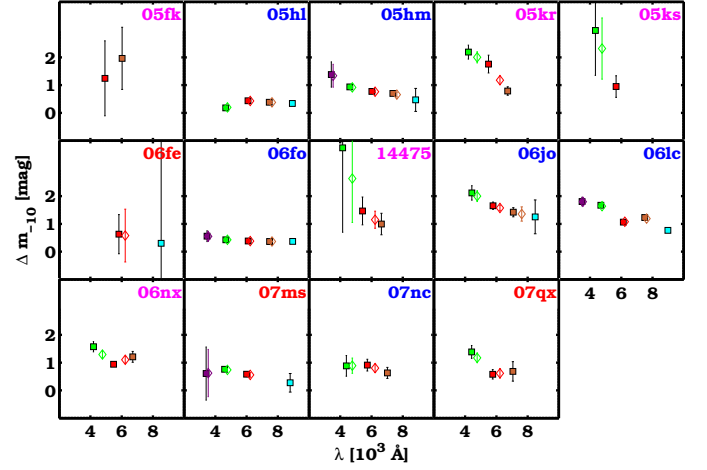 05fk 05hl 05hm 05kr 05ks
2
1
0
06fe 06fo 14475 06jo 06lc
2
1
0
Δ m−10 [mag]
4 6 8
06nx 07ms 07nc 07qx
2
1
0
4 6 8 4 6 8 4 6 8 4 6 8
λ [10³ Å]